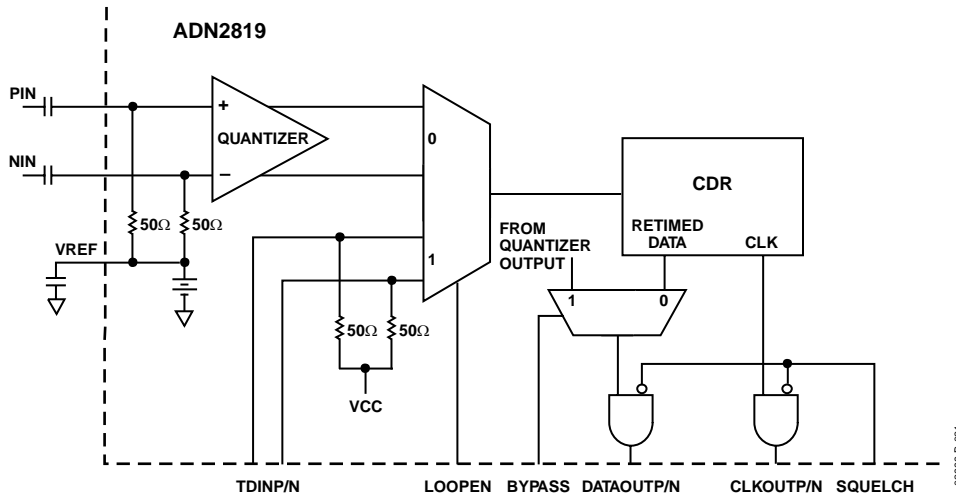 ADN2819
PIN
+
QUANTIZER
NIN
−
0
50Ω
50Ω
VREF
CDR
RETIMED
DATA
CLK
FROM
QUANTIZER
OUTPUT
1
1
0
50Ω
50Ω
VCC
TDINP/N
LOOPEN
BYPASS
DATAOUTP/N
CLKOUTP/N
SQUELCH